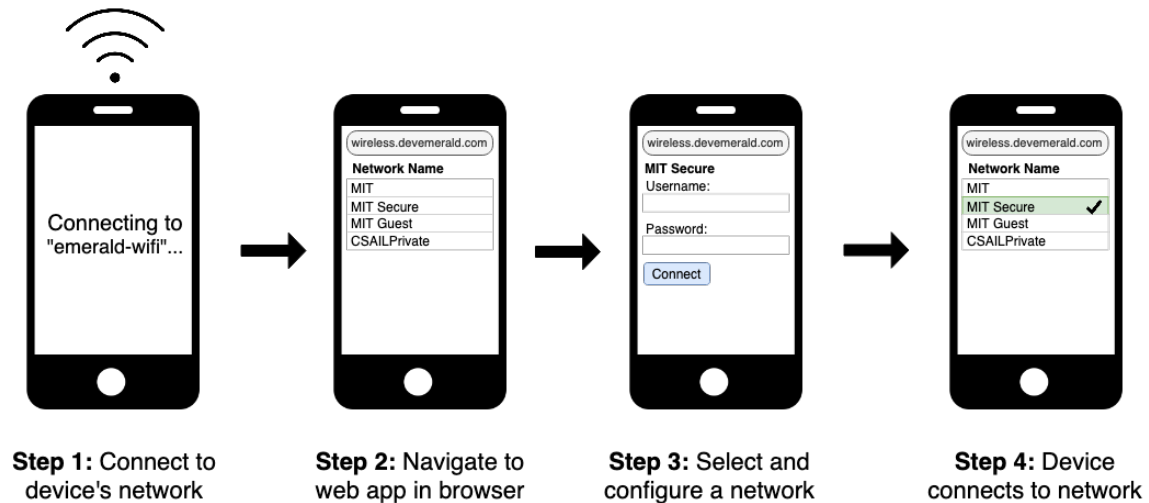 Connecting to
"emerald-wifi"...
wireless.devemerald.com
Network Name
MIT
MIT Secure
MIT Guest
CSAILPrivate
wireless.devemerald.com
MIT Secure
Username:
Password:
Connect
wireless.devemerald.com
Network Name
MIT
MIT Secure
MIT Guest
CSAILPrivate
Step 1: Connect to
device's network
Step 2: Navigate to
web app in browser
Step 3: Select and
configure a network
Step 4: Device
connects to network